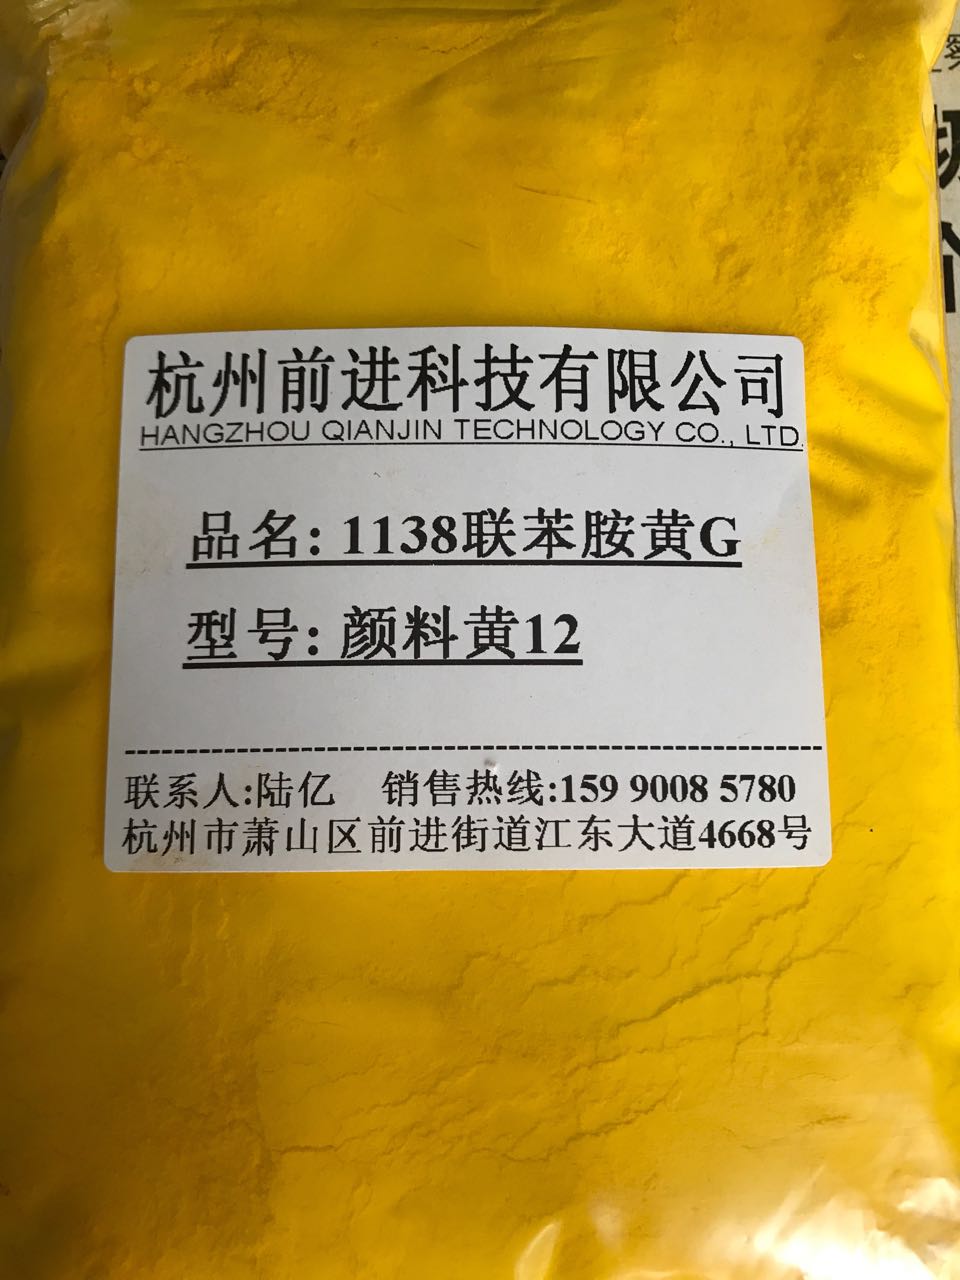 杭州前进科技有限公司
HANGZHOU QIANJIN TECHNOLOGY CO., LTD.
品名: 1138联苯胺黄G
型号: 颜料黄12
联系人:陆亿 销售热线:159 9008 5780
杭州市萧山区前进街道江东大道4668号